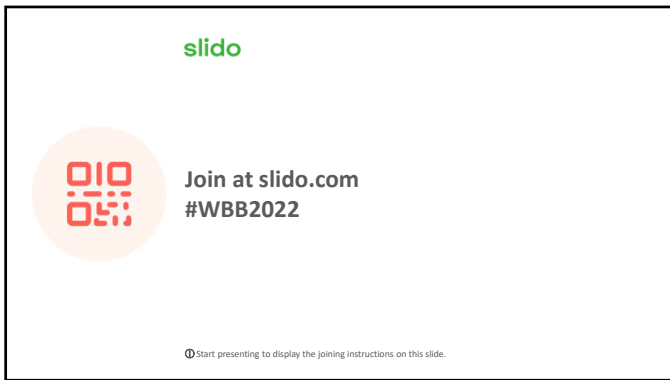 slido
Join at slido.com
#WBB2022
Start presenting to display the joining instructions on this slide.